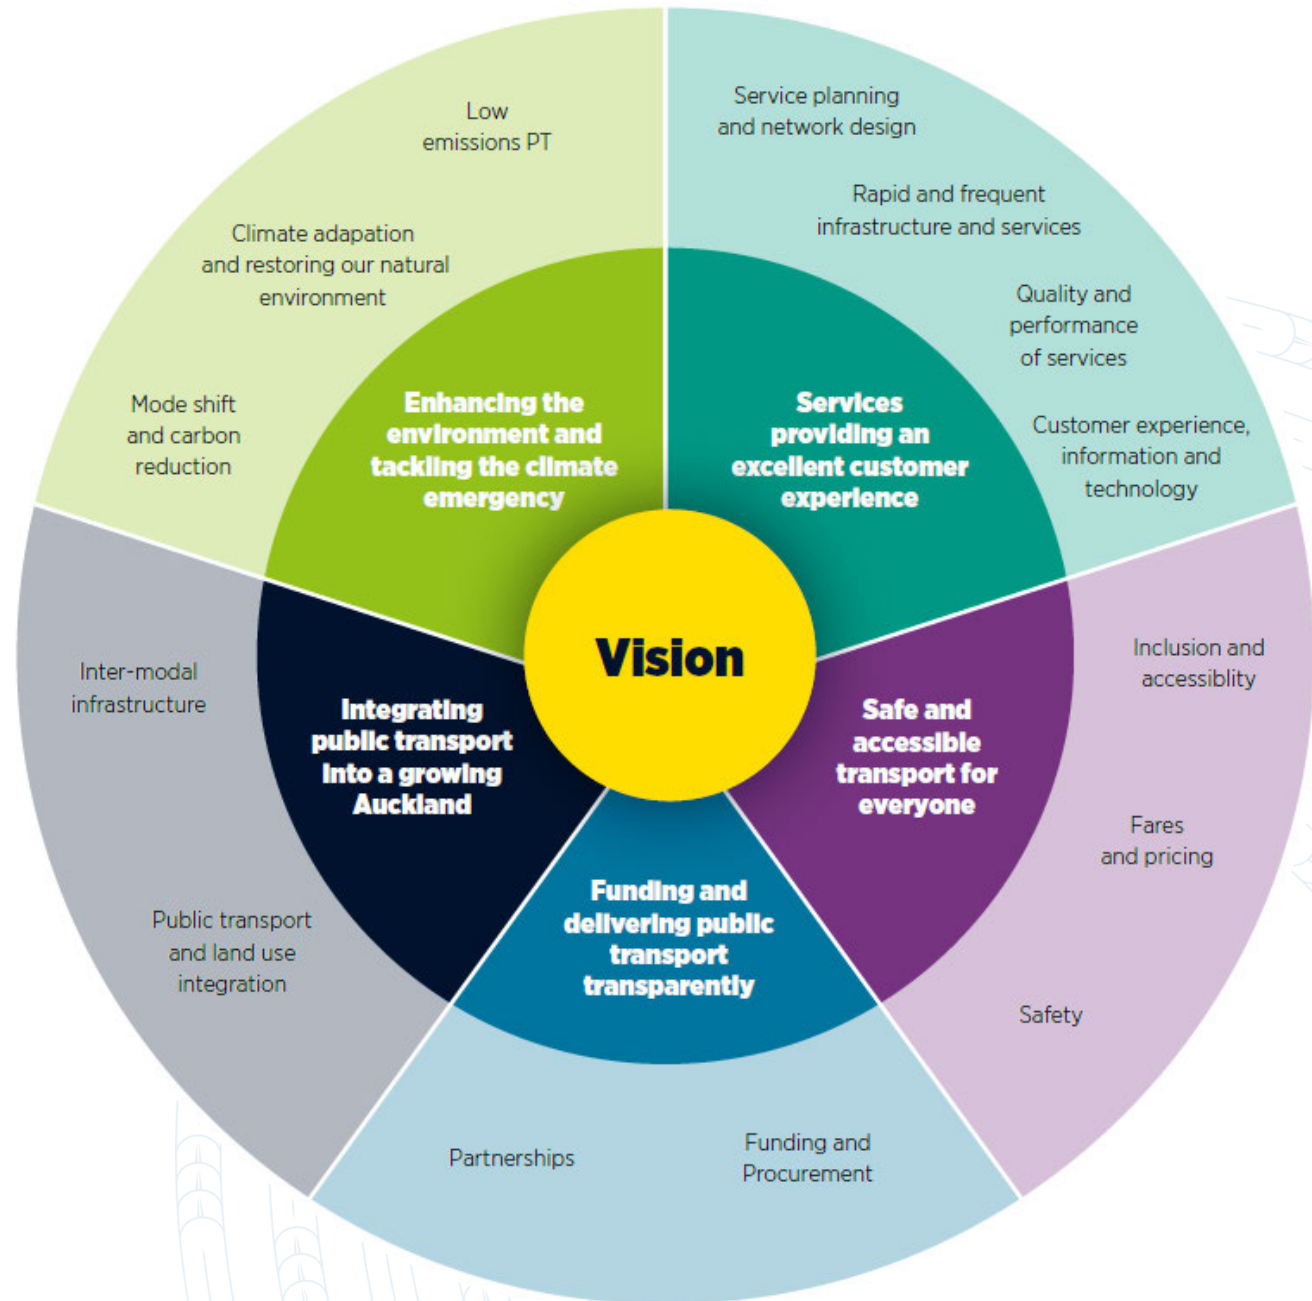 Low
emissions PT
Climate adapation
and restoring our natural
environment
Mode shift
and carbon
reduction
Enhancing the
environment and
tackling the climate
emergency
Service planning
and network design
Rapid and frequent
infrastructure and services
Quality and
performance
of services
Customer experience,
information and
technology
Services
providing an
excellent customer
experience
Vision
Inter-modal
infrastructure
Public transport
and land use
integration
Integrating
public transport
into a growing
Auckland
Safe and
accessible
transport for
everyone
Inclusion and
accessiblity
Fares
and pricing
Safety
Funding and
delivering public
transport
transparently
Partnerships
Funding and
Procurement